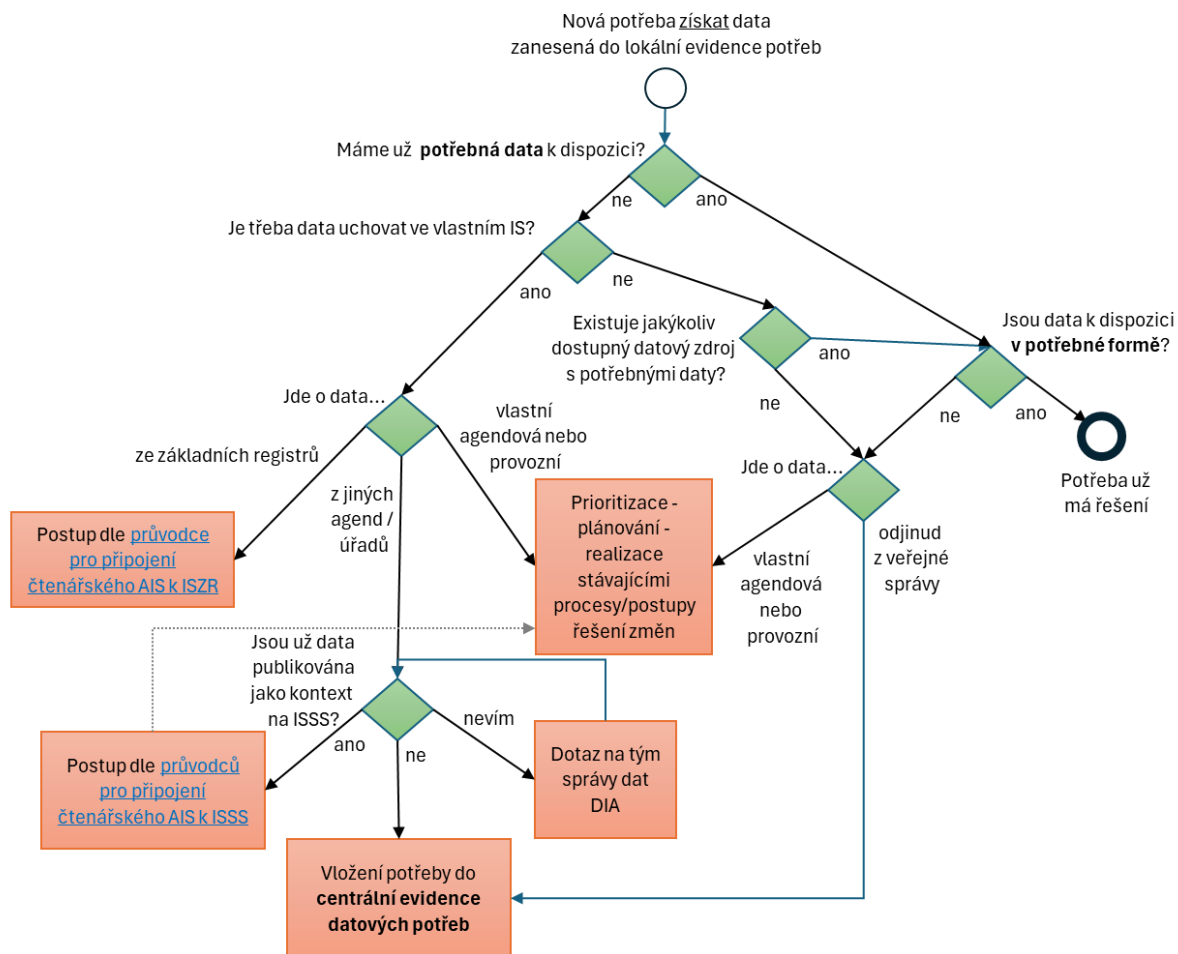 Nová potřeba získat data
zanesená do lokální evidence potřeb
Máme už potřebná data k dispozici?
ne
ano
Je třeba data uchovat ve vlastním IS?
ano
ne
Existuje jakýkoliv
dostupný datový zdroj
s potřebnými daty?
ano
ne
Jsou data k dispozici
v potřebné formě?
ne
ano
Potřeba už
má řešení
Jde o data...
ze základních registrů
z jiných
agend /
úřadů
vlastní
agendová nebo
provozní
Jde o data...
vlastní
agendová
nebo
provozní
odjinud
z veřejné
správy
Postup dle průvodce
pro připojení
čtenářského AIS k ISZR
Prioritizace -
plánování -
realizace
stávajícími
procesy/postupy
řešení změn
Jsou už data
publikována
jako kontext
na ISSS?
ano
ne
nevím
Postup dle průvodců
pro připojení
čtenářského AIS k ISSS
Dotaz na tým
správy dat
DIA
Vložení potřeby do
centrální evidence
datových potřeb